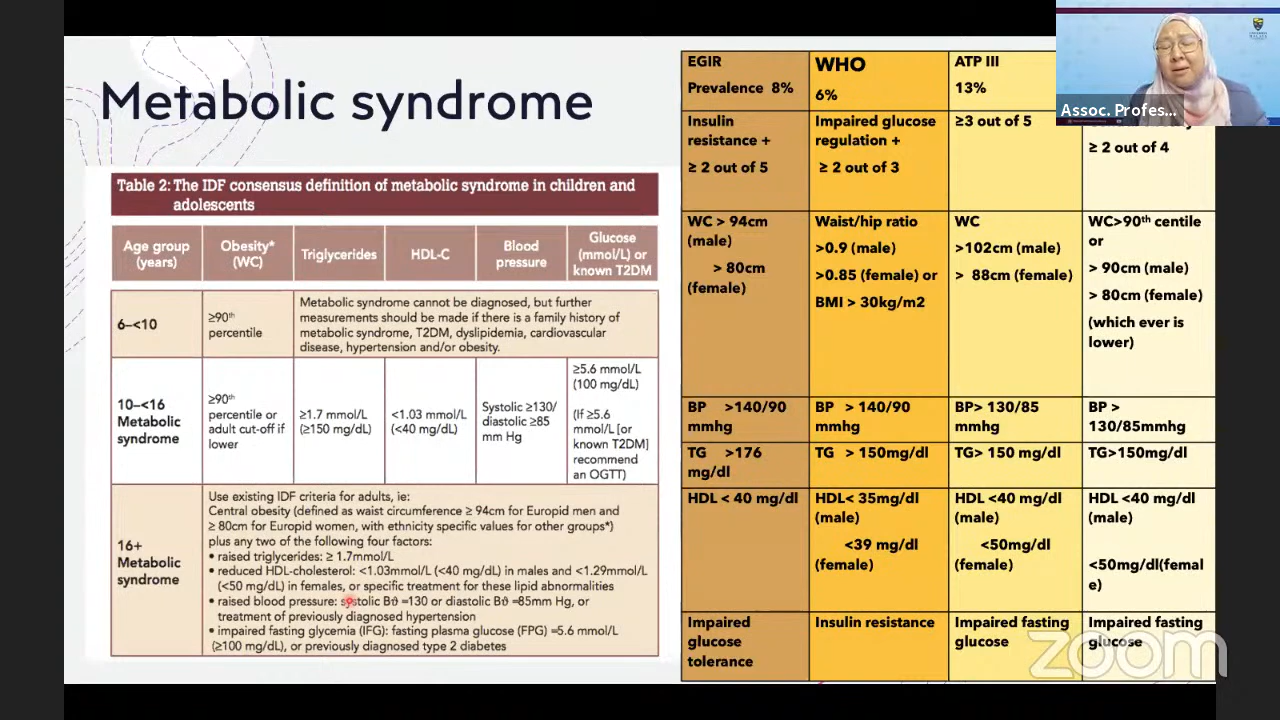 Metabolic syndrome
Table 2: The IDF consensus definition of metabolic syndrome in children and
adolescents
Age group
(years)
Obesity*
(WC)
Triglycerides
HDL-C
Blood
pressure
Glucose
(mmol/L) or
known T2DM
6–<10
≥90th
percentile
Metabolic syndrome cannot be diagnosed, but further
measurements should be made if there is a family history of
metabolic syndrome, T2DM, dyslipidemia, cardiovascular
disease, hypertension and/or obesity.
10–<16
Metabolic
syndrome
≥90th
percentile or
adult cut-off if
lower
≥1.7 mmol/L
(≥150 mg/dL)
<1.03 mmol/L
(<40 mg/dL)
Systolic ≥130/
diastolic ≥85
mm Hg
≥5.6 mmol/L
(100 mg/dL)
(If ≥5.6
mmol/L [or
known T2DM]
recommend
an OGTT)
16+
Metabolic
syndrome
Use existing IDF criteria for adults, ie:
Central obesity (defined as waist circumference ≥ 94cm for Europid men and
≥ 80cm for Europid women, with ethnicity specific values for other groups*)
plus any two of the following four factors:
• raised triglycerides: ≥ 1.7mmol/L
• reduced HDL-cholesterol: <1.03mmol/L (<40 mg/dL) in males and <1.29mmol/L
(<50 mg/dL) in females, or specific treatment for these lipid abnormalities
• raised blood pressure: systolic Bϑ =130 or diastolic Bϑ =85mm Hg, or
treatment of previously diagnosed hypertension
• impaired fasting glycemia (IFG): fasting plasma glucose (FPG) =5.6 mmol/L
(≥100 mg/dL), or previously diagnosed type 2 diabetes
EGIR
Prevalence 8%
WHO
6%
ATP III
13%
Insulin
resistance +
≥ 2 out of 5
Impaired glucose
regulation +
≥ 2 out of 3
≥3 out of 5
≥ 2 out of 4
WC > 94cm
(male)
> 80cm
(female)
Waist/hip ratio
>0.9 (male)
>0.85 (female) or
BMI > 30kg/m2
WC
>102cm (male)
> 88cm (female)
WC>90th centile
or
> 90cm (male)
> 80cm (female)
(which ever is
lower)
BP >140/90
mmhg
BP > 140/90
mmhg
BP> 130/85
mmhg
BP >
130/85mmhg
TG >176
mg/dl
TG > 150mg/dl
TG> 150 mg/dl
TG>150mg/dl
HDL < 40 mg/dl
HDL< 35mg/dl
(male)
<39 mg/dl
(female)
HDL <40 mg/dl
(male)
<50mg/dl
(female)
HDL <40 mg/dl
(male)
<50mg/dl(femal
e)
Impaired
glucose
tolerance
Insulin resistance
Impaired fasting
glucose
Impaired fasting
glucose
Assoc. Profes...
zoom